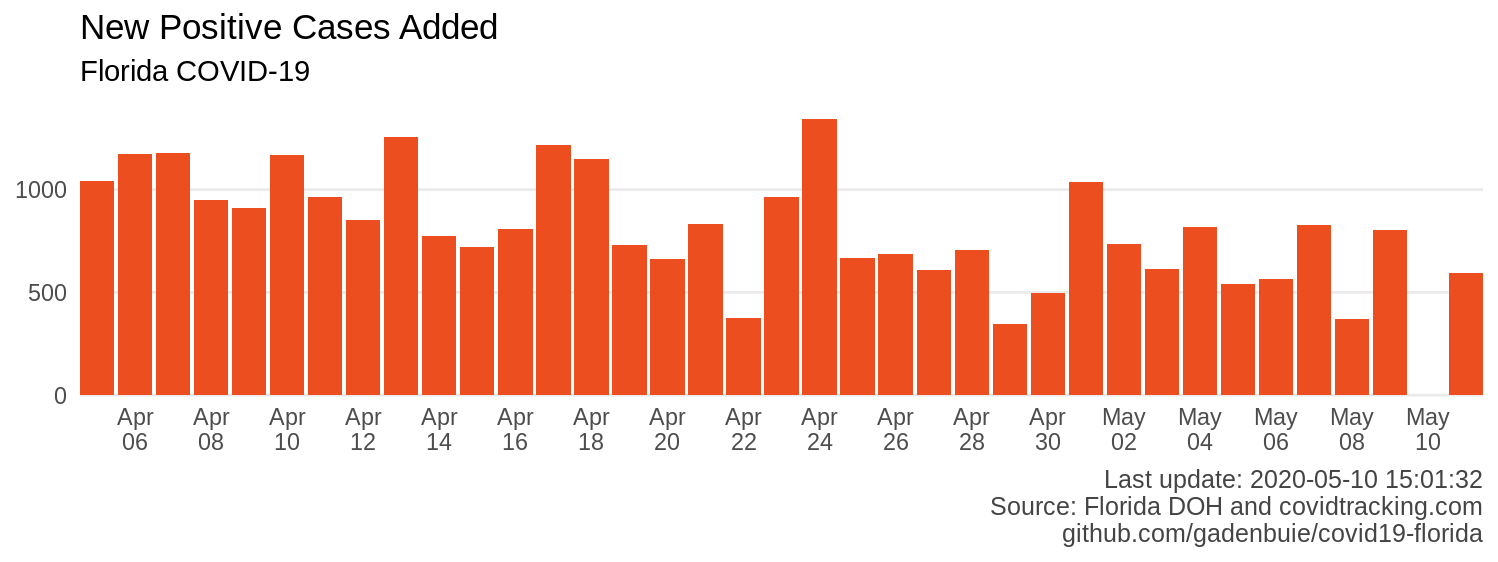 New Positive Cases Added
Florida COVID-19
1000
500
0
Apr Apr Apr Apr Apr Apr Apr Apr Apr Apr Apr Apr Apr May May May May May
06 08 10 12 14 16 18 20 22 24 26 28 30 02 04 06 08 10
Last update: 2020-05-10 15:01:32
Source: Florida DOH and covidtracking.com
github.com/gadenbuie/covid19-florida